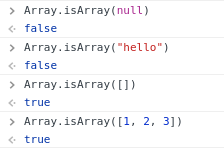 > Array.isArray(null)
< false
> Array.isArray("hello")
< false
> Array.isArray([])
< true
> Array.isArray([1, 2, 3])
< true